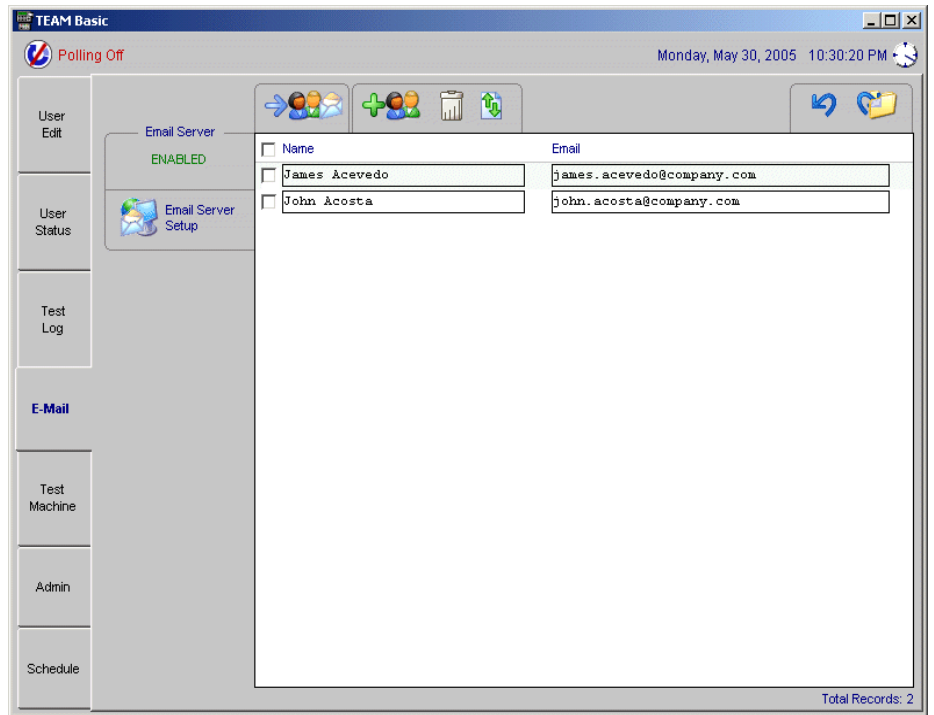 TEAM Basic
Polling Off
Monday, May 30, 2005 10:30:20 PM
User
Edit
User
Status
Test
Log
E-Mail
Test
Machine
Admin
Schedule
Email Server
ENABLED
Email Server
Setup
Name Email
James Acevedo james.acevedo@company.com
John Acosta john.acosta@company.com
Total Records: 2